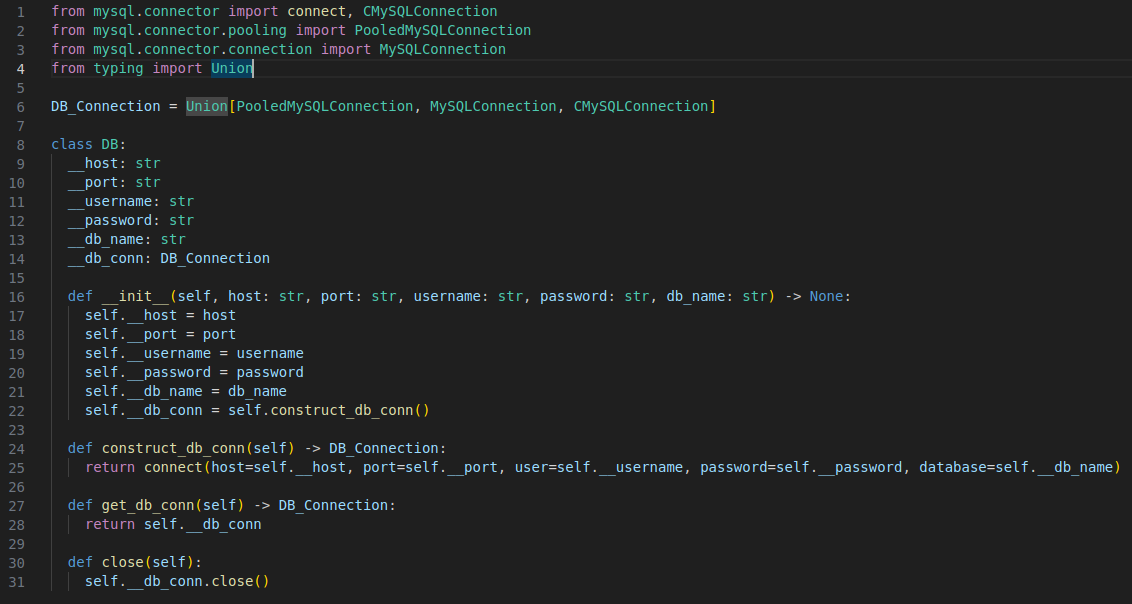 1 from mysql.connector import connect, CMySQLConnection
2 from mysql.connector.pooling import PooledMySQLConnection
3 from mysql.connector.connection import MySQLConnection
4 from typing import Union
5
6 DB_Connection = Union[PooledMySQLConnection, MySQLConnection, CMySQLConnection]
7
8 class DB:
9   __host: str
10   __port: str
11   __username: str
12   __password: str
13   __db_name: str
14   __db_conn: DB_Connection
15
16   def __init__(self, host: str, port: str, username: str, password: str, db_name: str) -> None:
17     self.__host = host
18     self.__port = port
19     self.__username = username
20     self.__password = password
21     self.__db_name = db_name
22     self.__db_conn = self.construct_db_conn()
23
24   def construct_db_conn(self) -> DB_Connection:
25     return connect(host=self.__host, port=self.__port, user=self.__username, password=self.__password, database=self.__db_name)
26
27   def get_db_conn(self) -> DB_Connection:
28     return self.__db_conn
29
30   def close(self):
31     self.__db_conn.close()